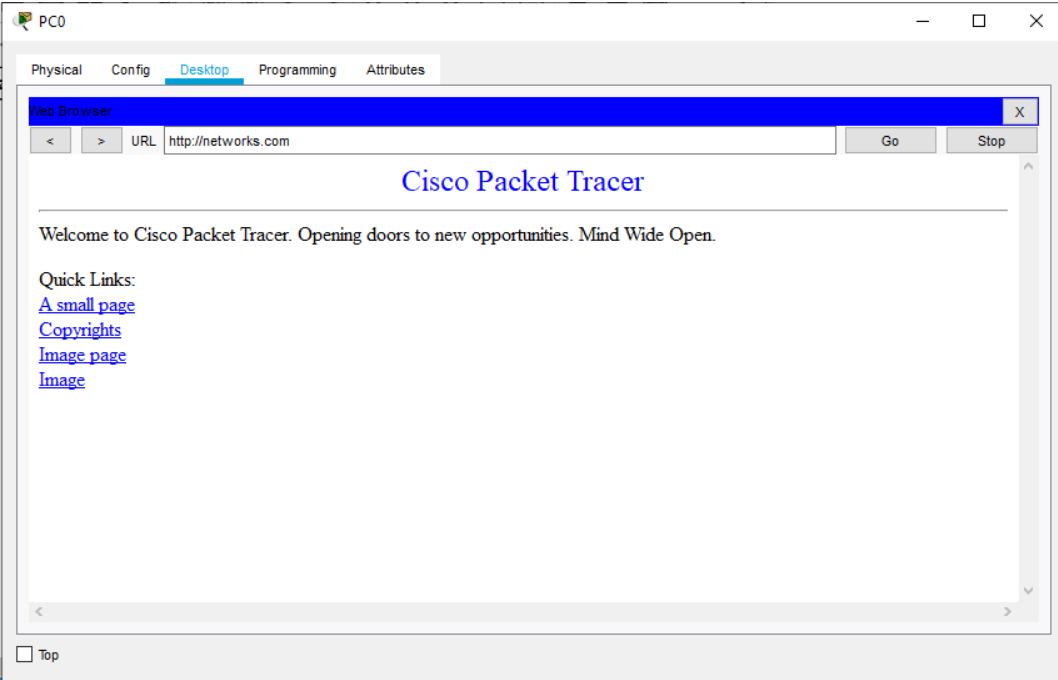 PC0
Physical Config Desktop Programming Attributes
Web Browser X
< > URL http://networks.com Go Stop
Cisco Packet Tracer
Welcome to Cisco Packet Tracer. Opening doors to new opportunities. Mind Wide Open.
Quick Links:
A small page
Copyrights
Image page
Image
Top